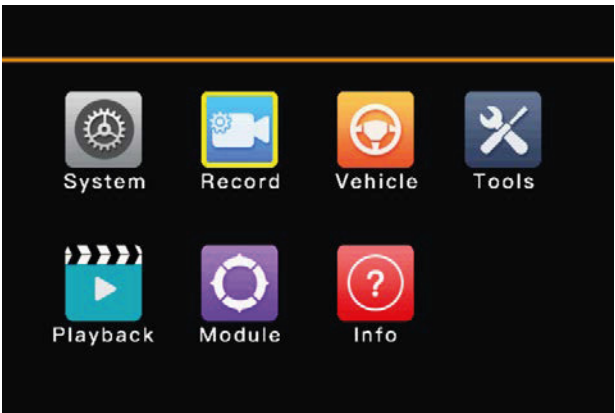 System
Record
Vehicle
Tools
Playback
Module
?
Info